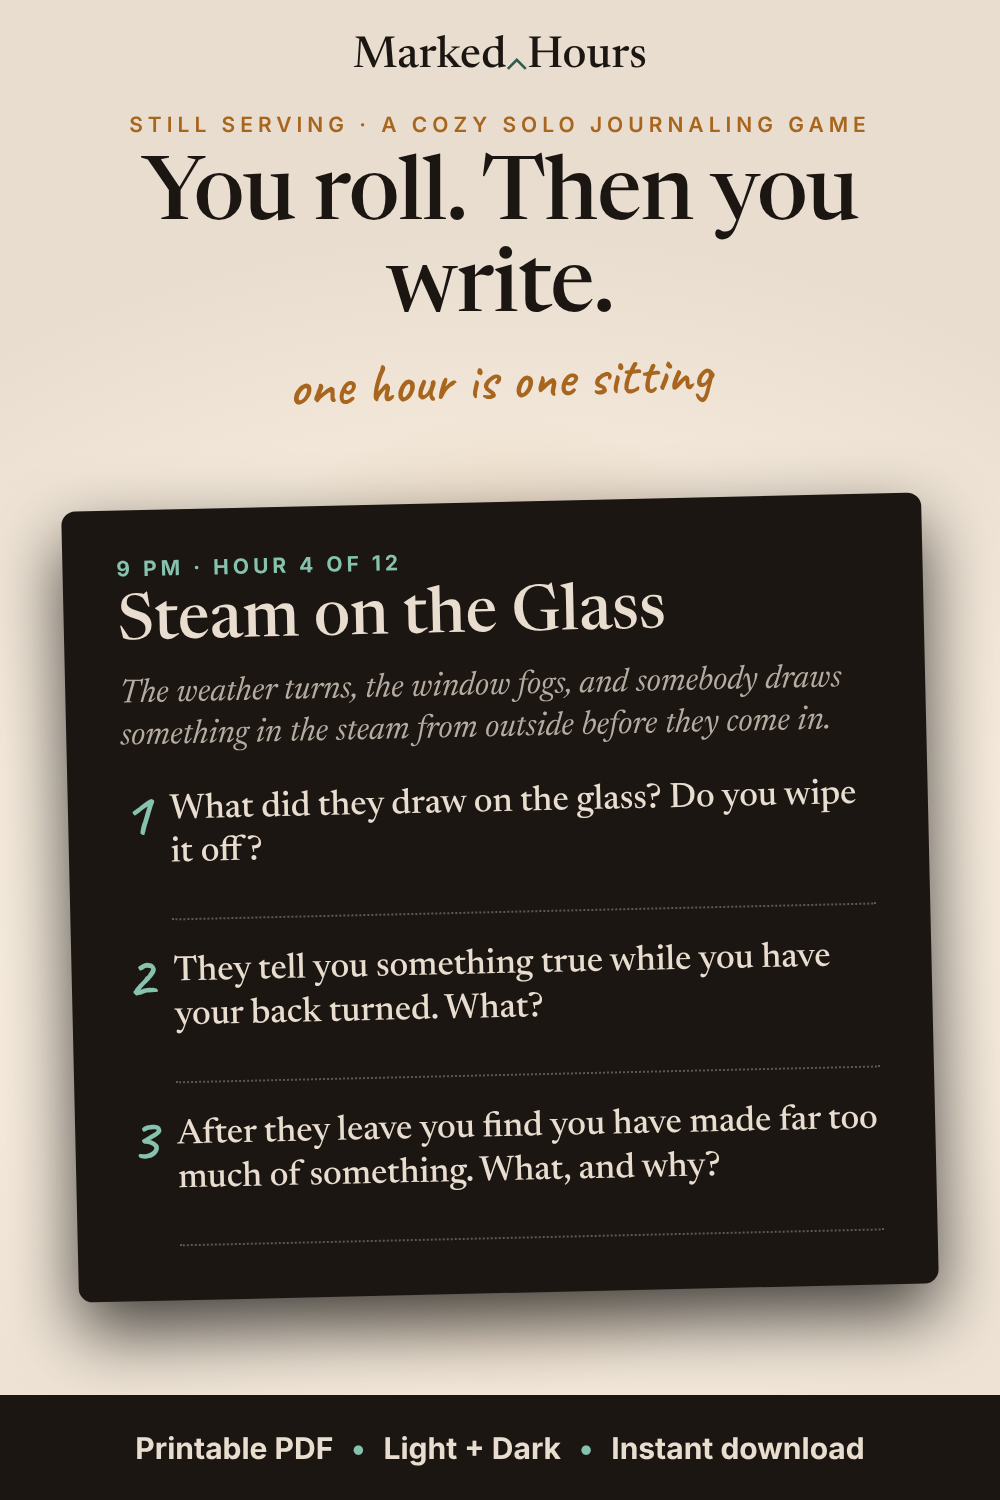 Marked‸Hours
STILL SERVING · A COZY SOLO JOURNALING GAME
You roll. Then you
write.
one hour is one sitting
9 PM · HOUR 4 OF 12
Steam on the Glass
The weather turns, the window fogs, and somebody draws
something in the steam from outside before they come in.
1 What did they draw on the glass? Do you wipe
it off?
2 They tell you something true while you have
your back turned. What?
3 After they leave you find you have made far too
much of something. What, and why?
Printable PDF • Light + Dark • Instant download